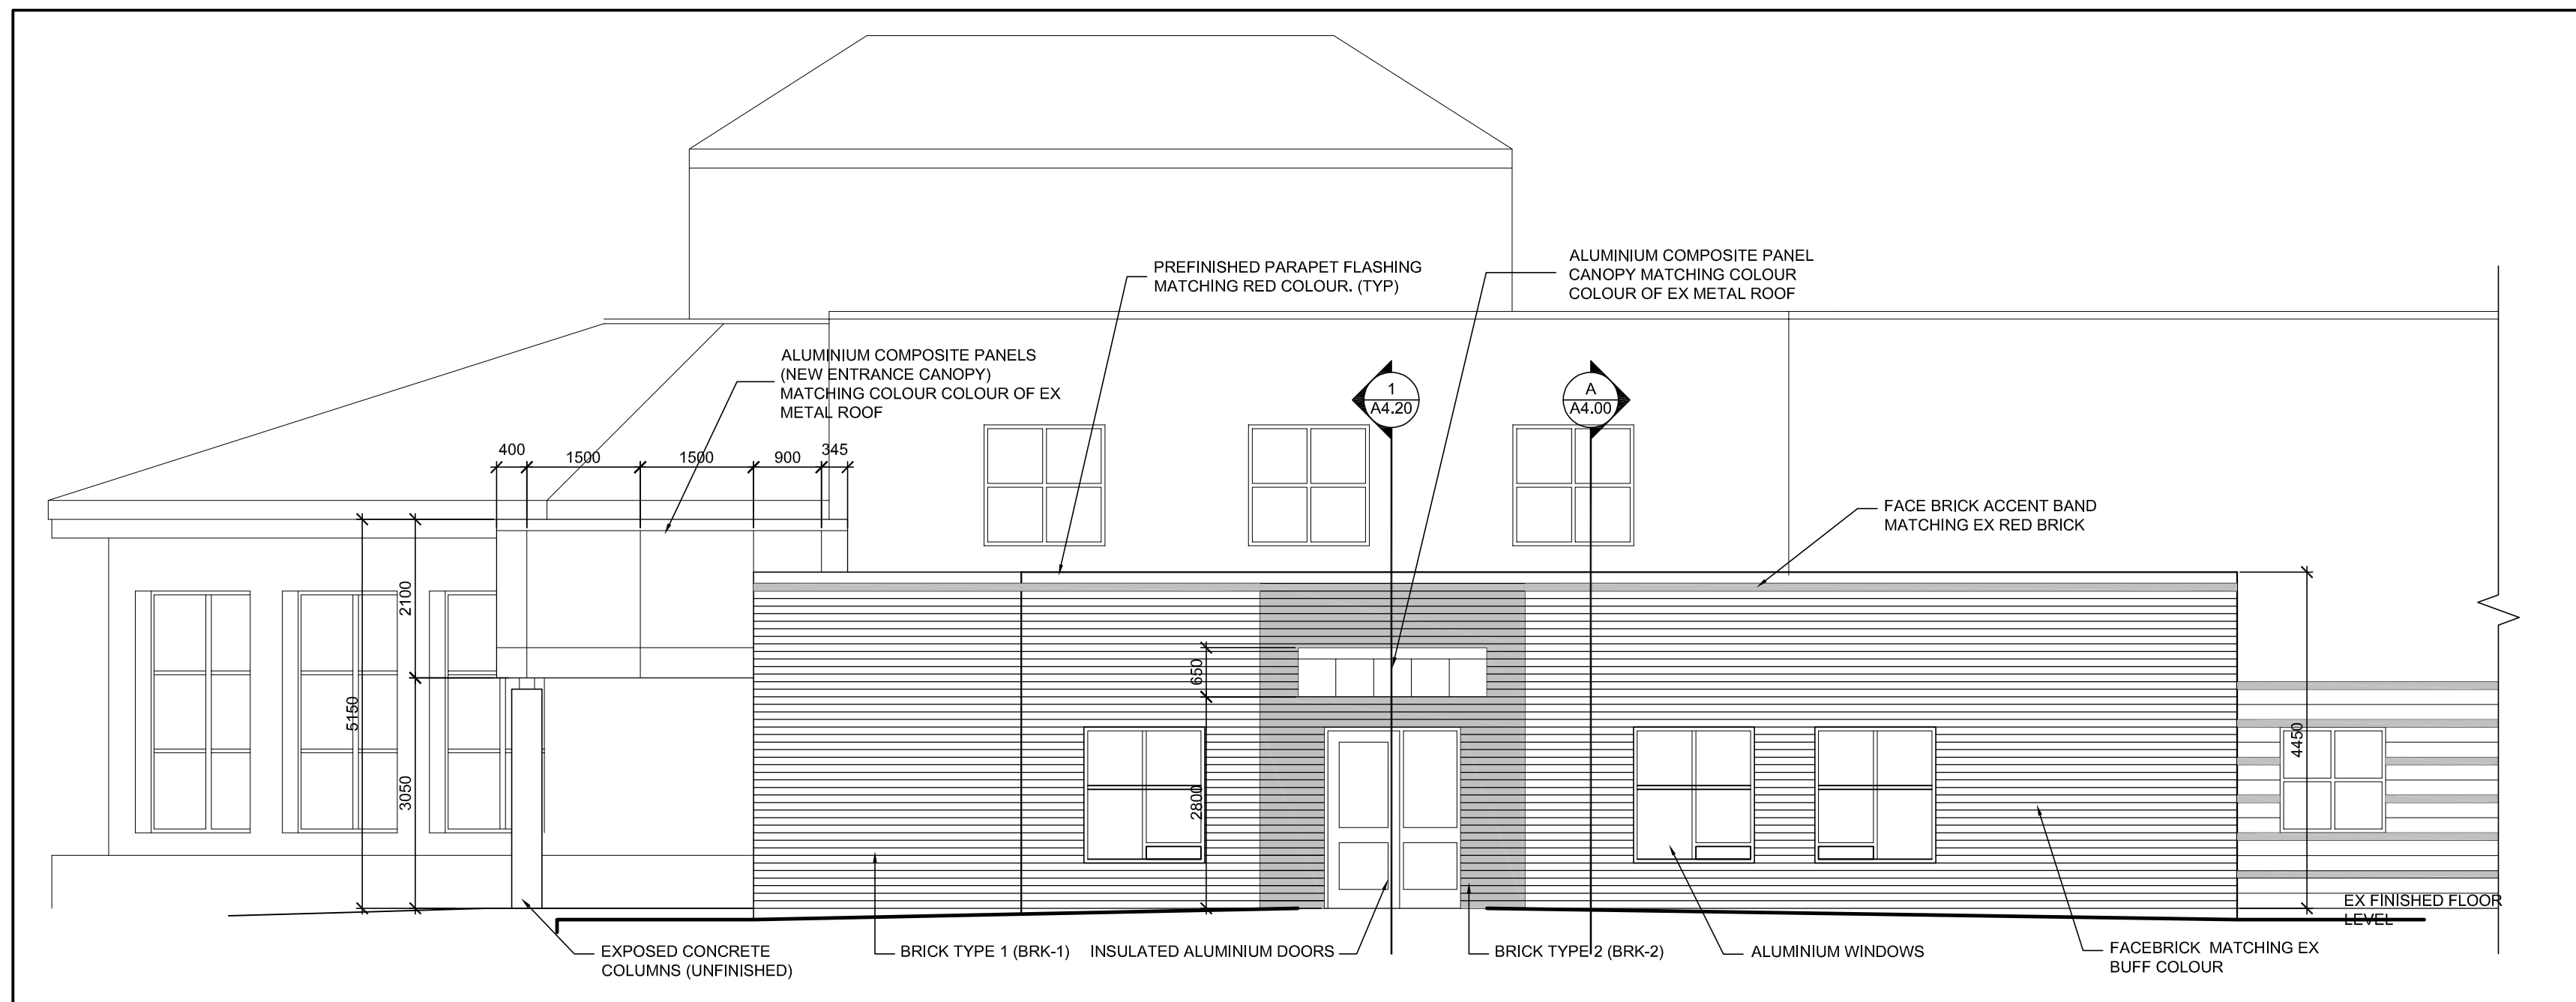 PREFINISHED PARAPET FLASHING
MATCHING RED COLOUR. (TYP)
ALUMINIUM COMPOSITE PANEL
CANOPY MATCHING COLOUR
COLOUR OF EX METAL ROOF
ALUMINIUM COMPOSITE PANELS
(NEW ENTRANCE CANOPY)
MATCHING COLOUR COLOUR OF EX
METAL ROOF
1
A4.20
A
A4.00
400
1500
1500
900
345
FACE BRICK ACCENT BAND
MATCHING EX RED BRICK
2100
5150
3050
650
2800
4450
EX FINISHED FLOOR
LEVEL
EXPOSED CONCRETE
COLUMNS (UNFINISHED)
BRICK TYPE 1 (BRK-1)
INSULATED ALUMINIUM DOORS
BRICK TYPE 2 (BRK-2)
ALUMINIUM WINDOWS
FACEBRICK MATCHING EX
BUFF COLOUR